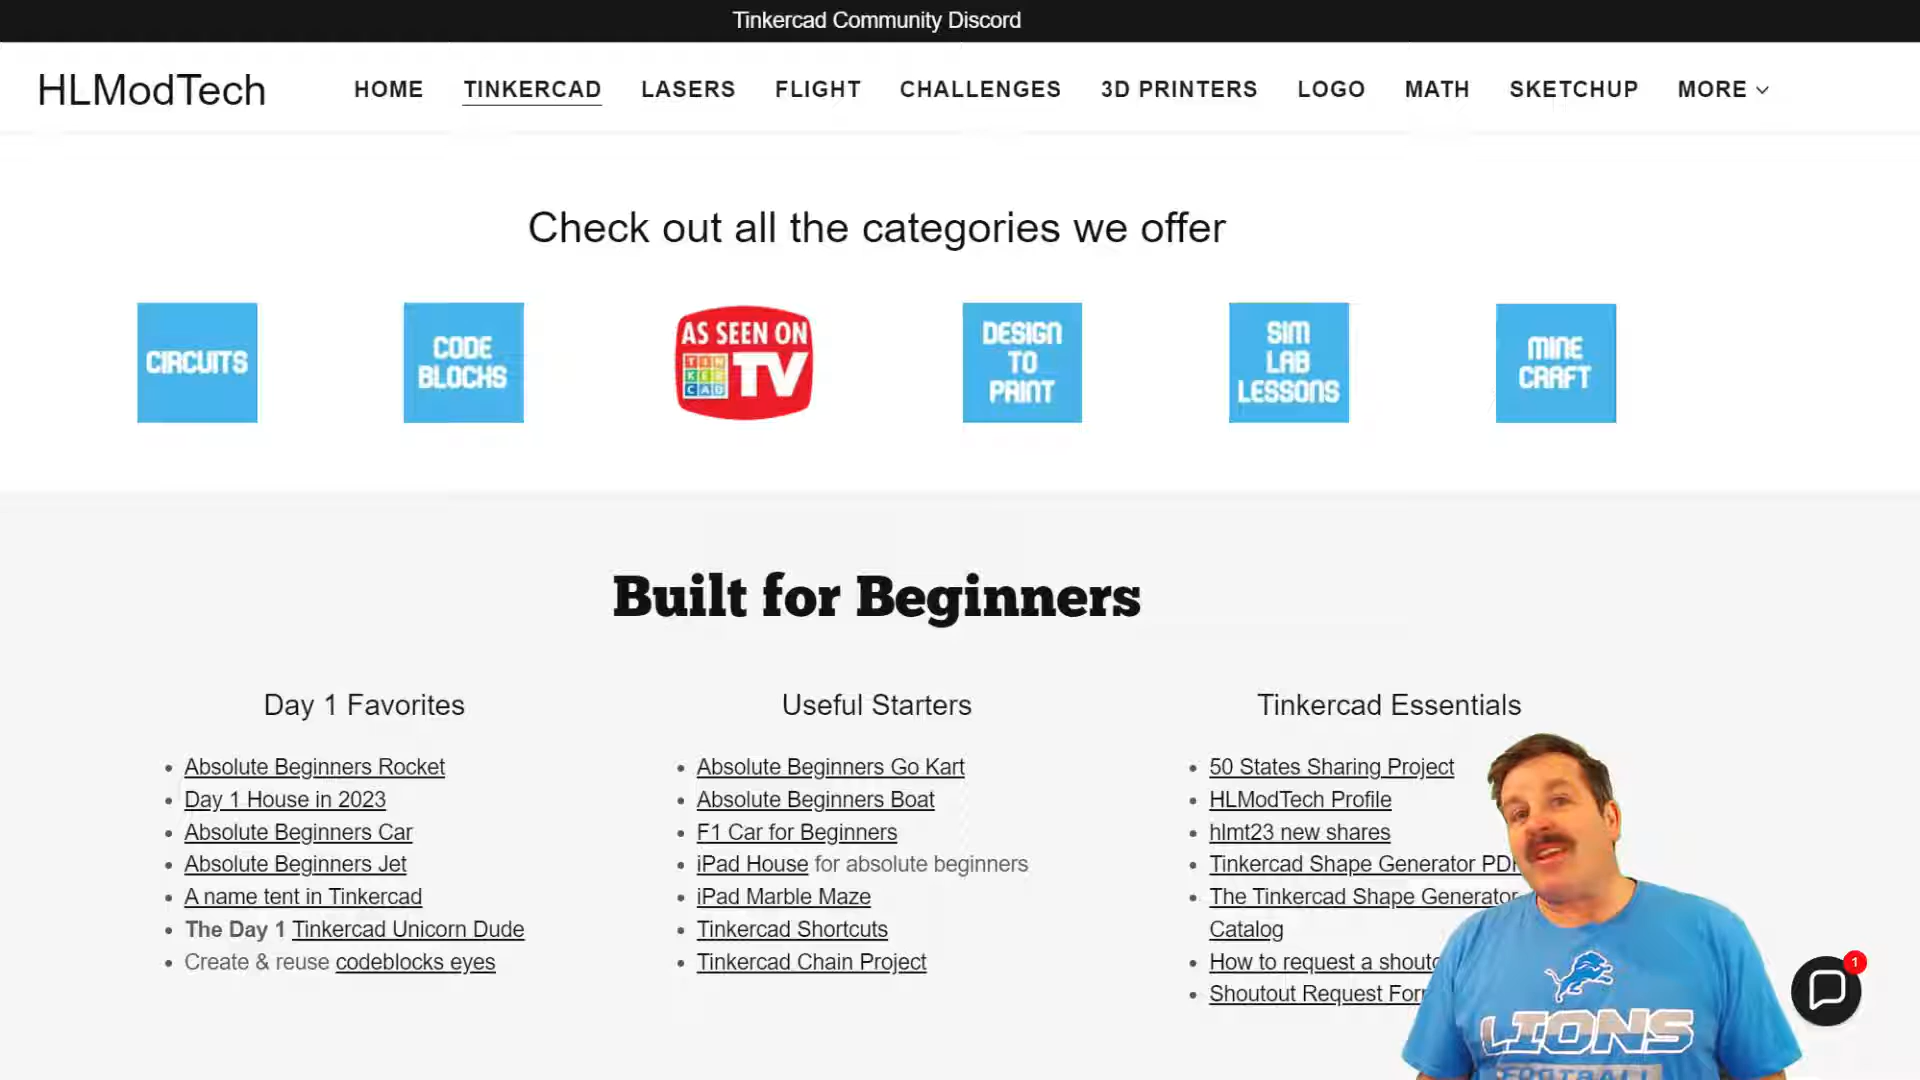 Tinkercad Community Discord
HLModTech
HOME
TINKERCAD
LASERS
FLIGHT
CHALLENGES
3D PRINTERS
LOGO
MATH
SKETCHUP
MORE
Check out all the categories we offer
CIRCUITS
CODE
BLOCKS
AS SEEN ON
TIN
KER
CAD
TV
DESIGN
TO
PRINT
SIM
LAB
LESSONS
MINE
CRAFT
Built for Beginners
Day 1 Favorites
Absolute Beginners Rocket
Day 1 House in 2023
Absolute Beginners Car
Absolute Beginners Jet
A name tent in Tinkercad
The Day 1 Tinkercad Unicorn Dude
Create & reuse codeblocks eyes
Useful Starters
Absolute Beginners Go Kart
Absolute Beginners Boat
F1 Car for Beginners
iPad House for absolute beginners
iPad Marble Maze
Tinkercad Shortcuts
Tinkercad Chain Project
Tinkercad Essentials
50 States Sharing Project
HLModTech Profile
hlmt23 new shares
Tinkercad Shape Generator
The Tinkercad Shape Generator
Catalog
How to request a
Shoutout Request
LIONS
FOOTBALL
1